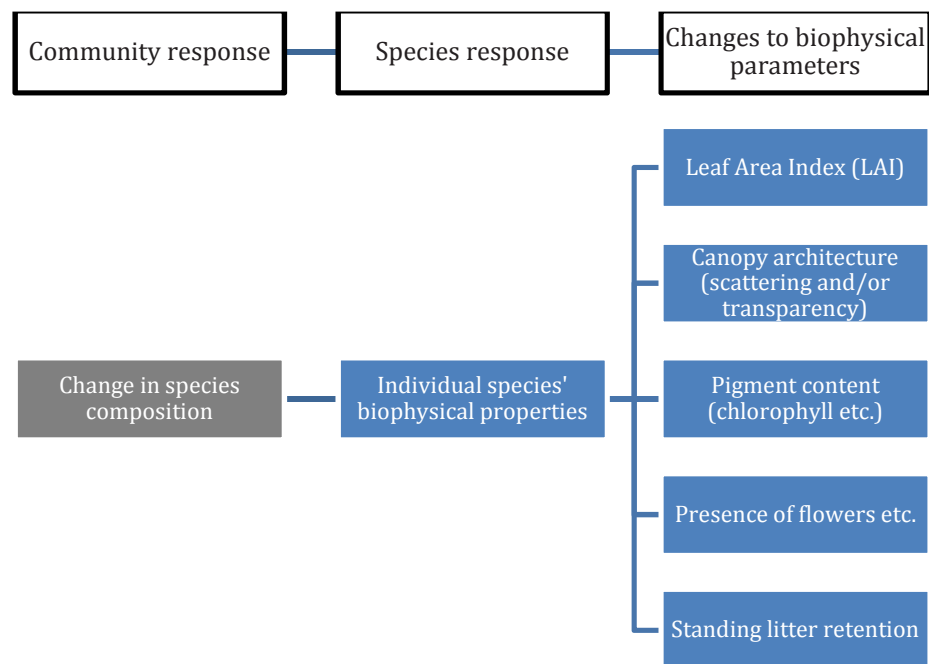 Community response
Species response
Changes to biophysical
parameters
Leaf Area Index (LAI)
Canopy architecture
(scattering and/or
transparency)
Change in species
composition
Individual species'
biophysical properties
Pigment content
(chlorophyll etc.)
Presence of flowers etc.
Standing litter retention